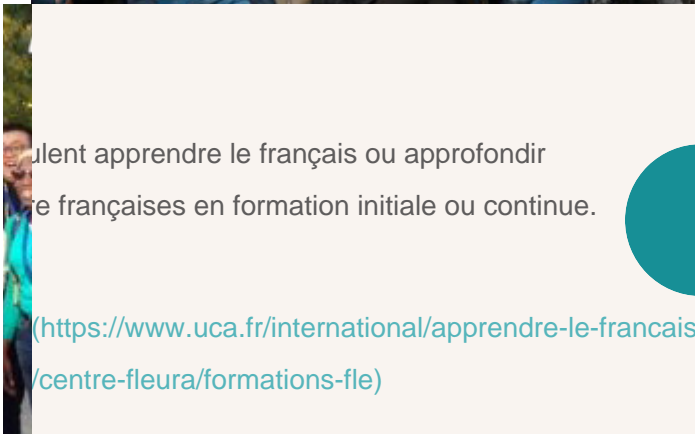 apprendre le français ou approfondir
françaises en formation initiale ou continue.
(https://www.uca.fr/international/apprendre-le-francais
/centre-fleura/formations-fle)